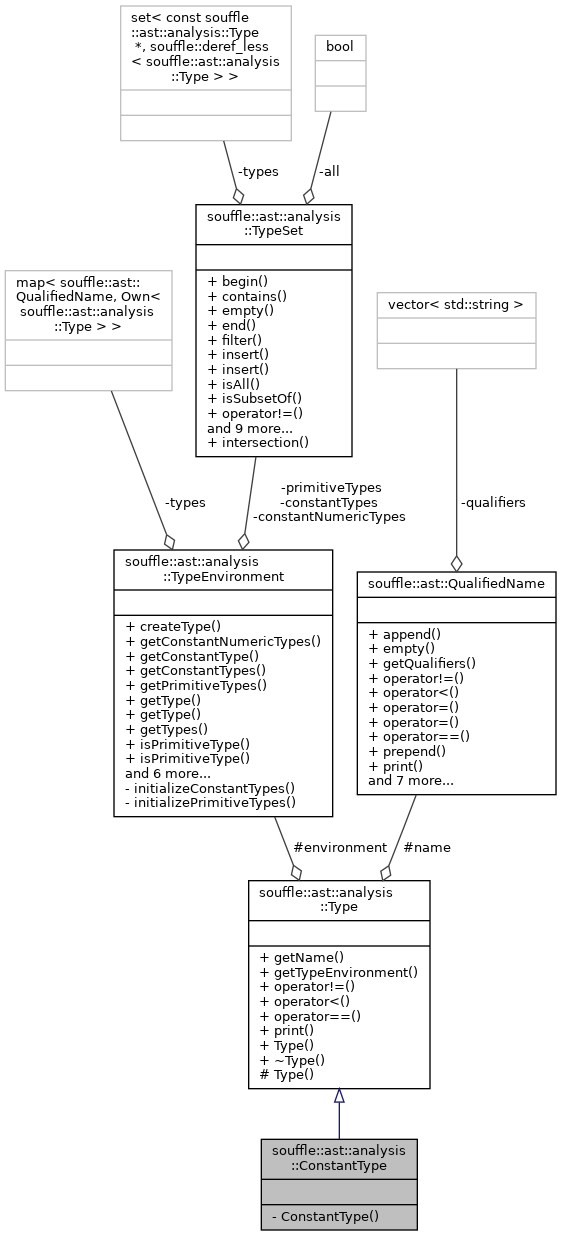 set< const souffle
::ast::analysis::Type
*, souffle::deref_less
< souffle::ast::analysis
::Type > >
bool
-types
-all
souffle::ast::analysis
::TypeSet
+ begin()
+ contains()
+ empty()
+ end()
+ filter()
+ insert()
+ insert()
+ isAll()
+ isSubsetOf()
+ operator!=()
and 9 more...
+ intersection()
map< souffle::ast::
QualifiedName, Own<
souffle::ast::analysis
::Type > >
vector< std::string >
-types
-primitiveTypes
-constantTypes
-constantNumericTypes
-qualifiers
souffle::ast::analysis
::TypeEnvironment
+ createType()
+ getConstantNumericTypes()
+ getConstantType()
+ getConstantTypes()
+ getPrimitiveTypes()
+ getType()
+ getType()
+ getTypes()
+ isPrimitiveType()
+ isPrimitiveType()
and 6 more...
- initializeConstantTypes()
- initializePrimitiveTypes()
souffle::ast::QualifiedName
+ append()
+ empty()
+ getQualifiers()
+ operator!=()
+ operator<()
+ operator=()
+ operator=()
+ operator==()
+ prepend()
+ print()
and 7 more...
#environment
#name
souffle::ast::analysis
::Type
+ getName()
+ getTypeEnvironment()
+ operator!=()
+ operator<()
+ operator==()
+ print()
+ Type()
+ ~Type()
# Type()
souffle::ast::analysis
::ConstantType
- ConstantType()